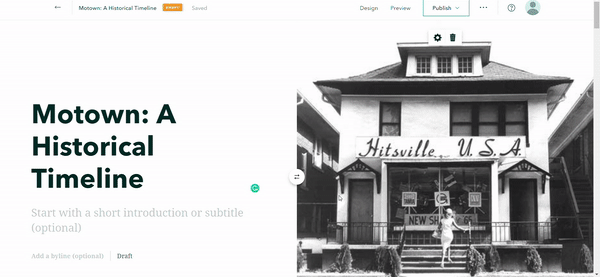 Motown: A Historical Timeline DRAFT Saved Design Preview Publish
Motown: A
Historical
Timeline
Start with a short introduction or subtitle
(optional)
Add a byline (optional) Draft
Hitsville U.S.A.
NEW SHAKE